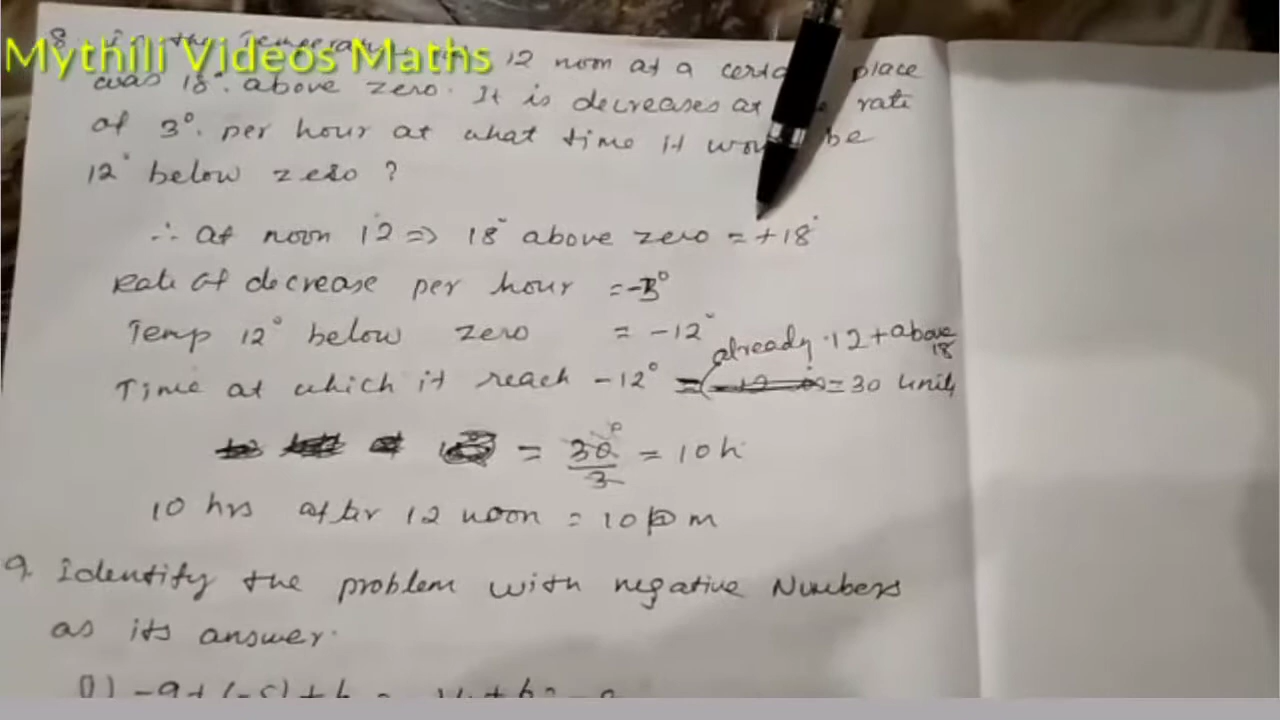 Mythili Videos Maths
8. 12 noon at a place
was 18°. above zero. It is decreases at rate
of 3°. per hour at what time it be
12° below zero ?
∴ at noon 12 ⇒ 18° above zero = +18°
Rate of decrease per hour = -3°
Temp 12° below zero = -12°
already 12 + above 18
Time at which it reach -12° = 30 units
= 30/3 = 10 h
10 hrs after 12 noon = 10 pm
9. Identify the problem with negative Numbers
as its answer.